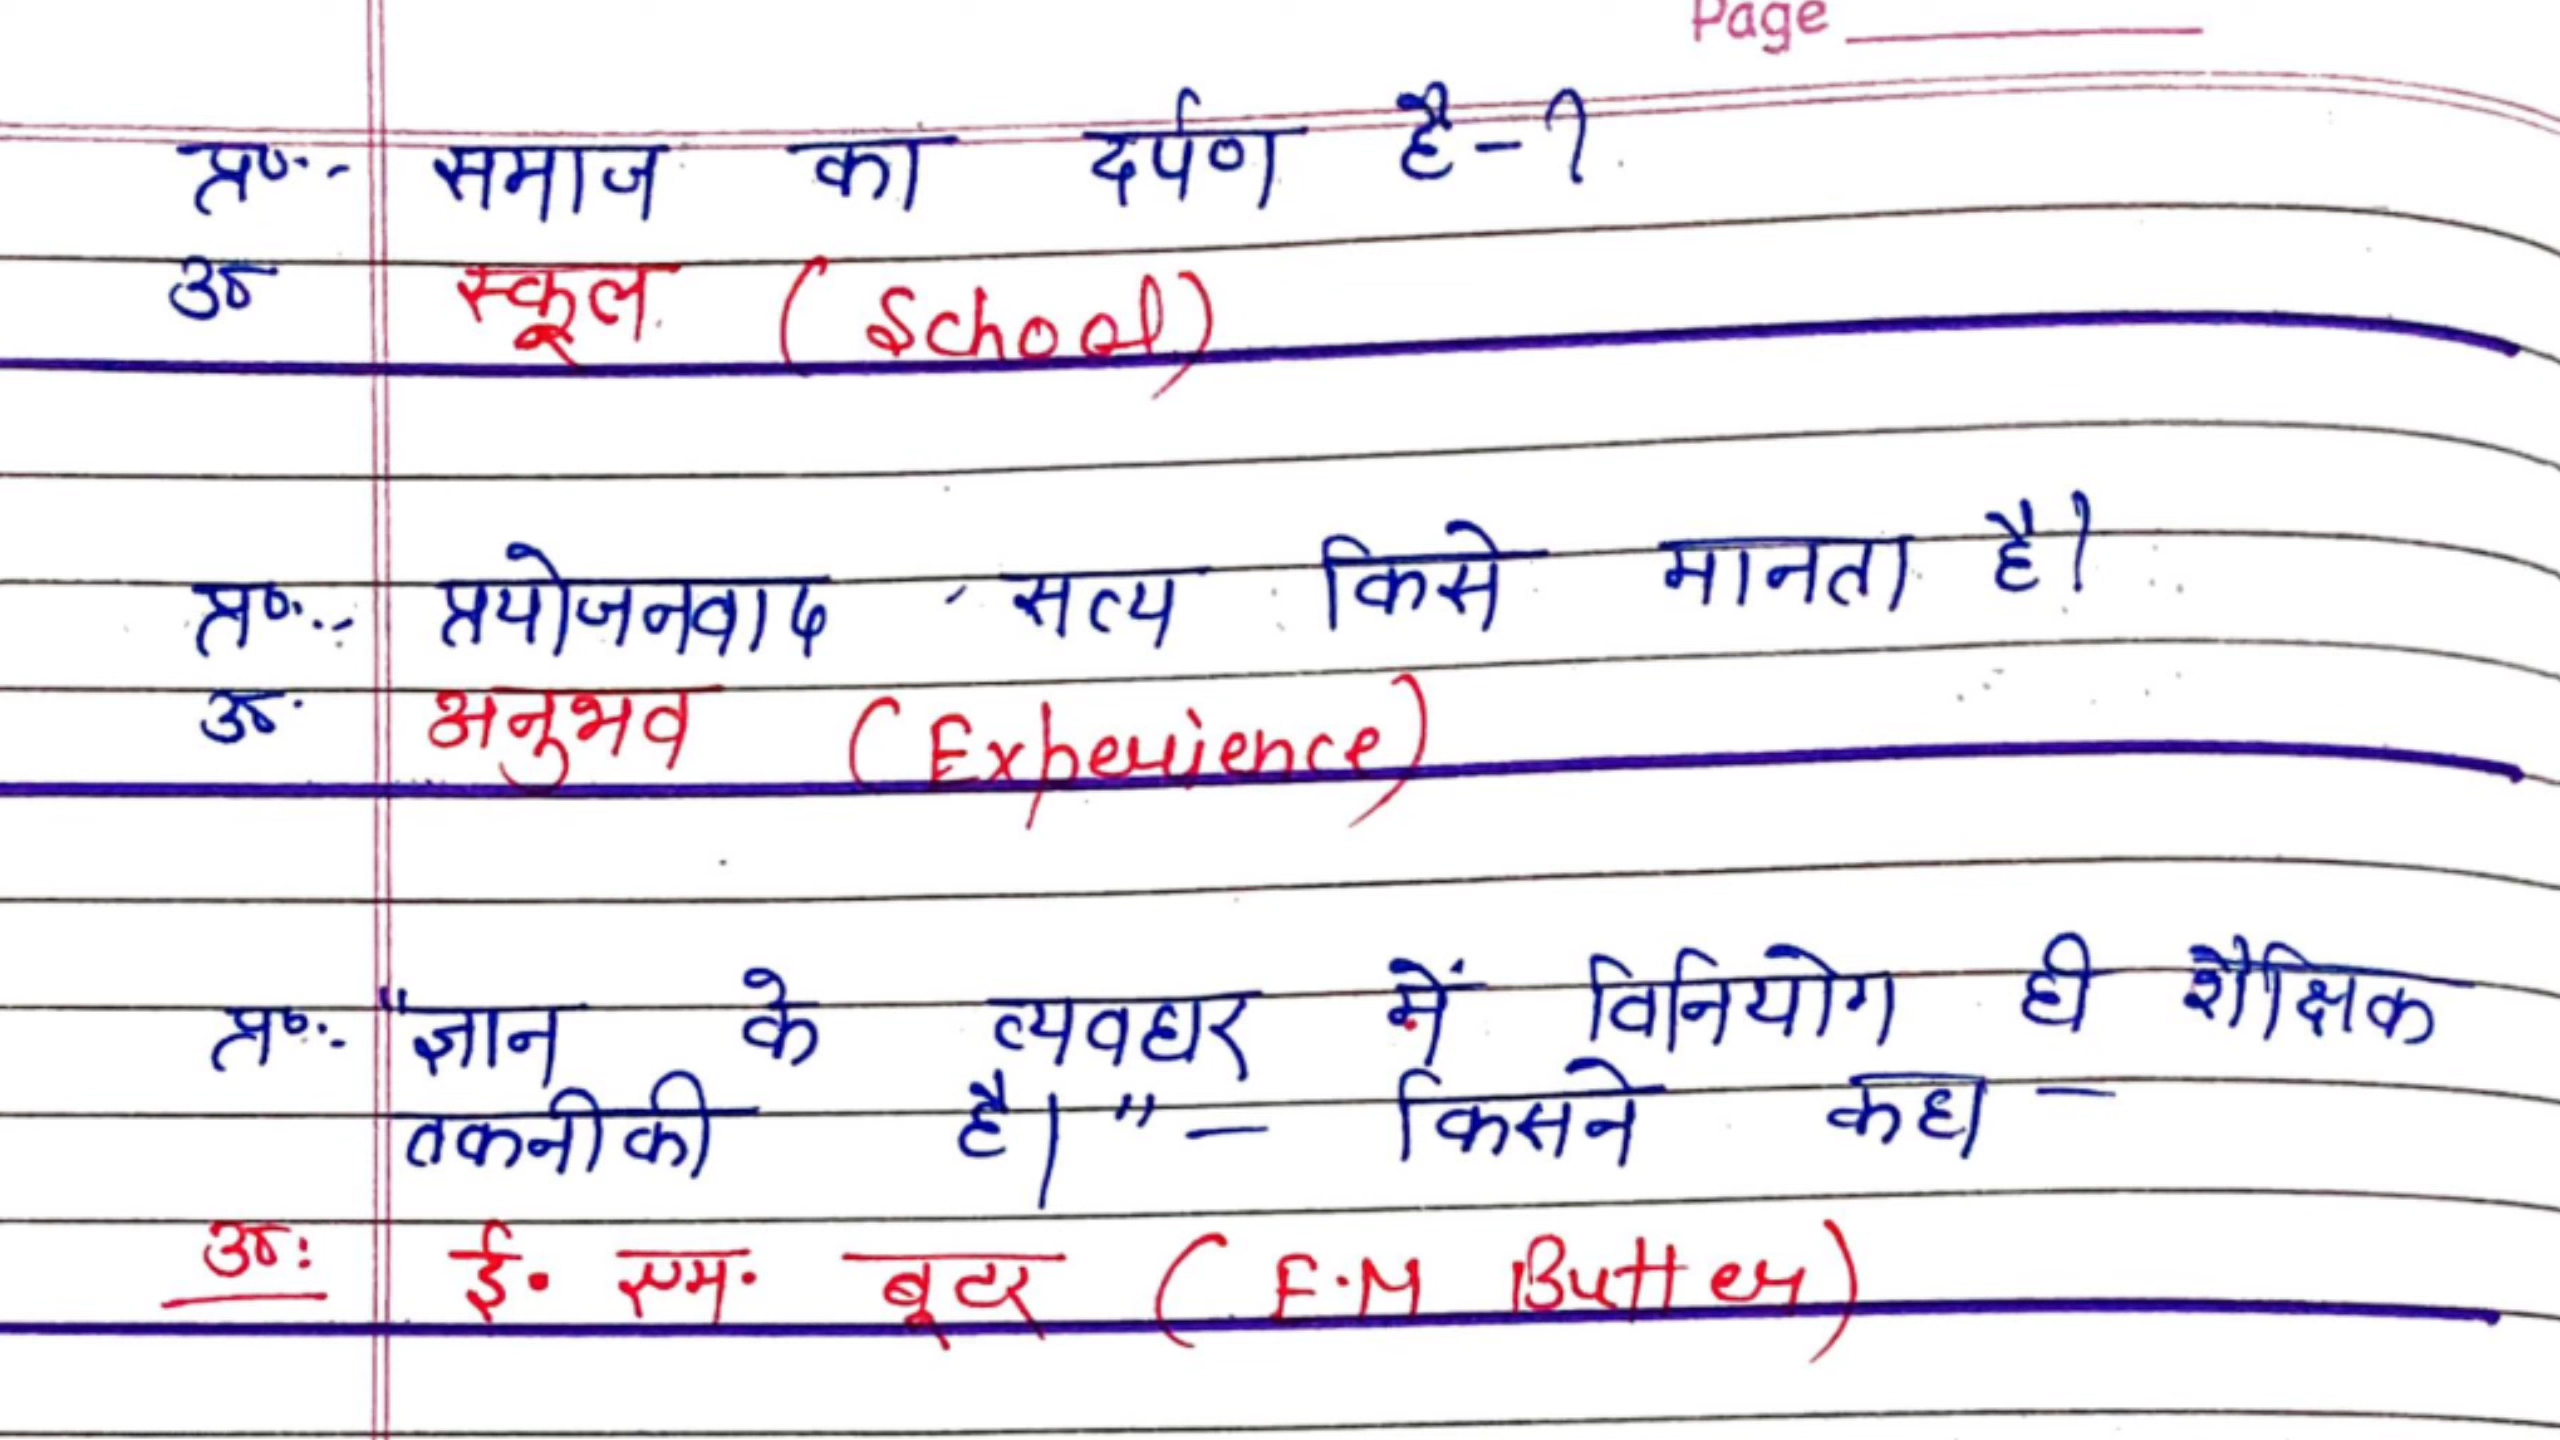 Page
प्र०.- समाज का दर्पण है-?
उ० स्कूल (School)
प्र०.- प्रयोजनवाद सत्य किसे मानता है।
उ०. अनुभव (Experience)
प्र०:- "ज्ञान के व्यवहार में विनियोग ही शैक्षिक
तकनीकी है।" – किसने कहा –
उ०: ई. एम. बूटर (E.M Butter)